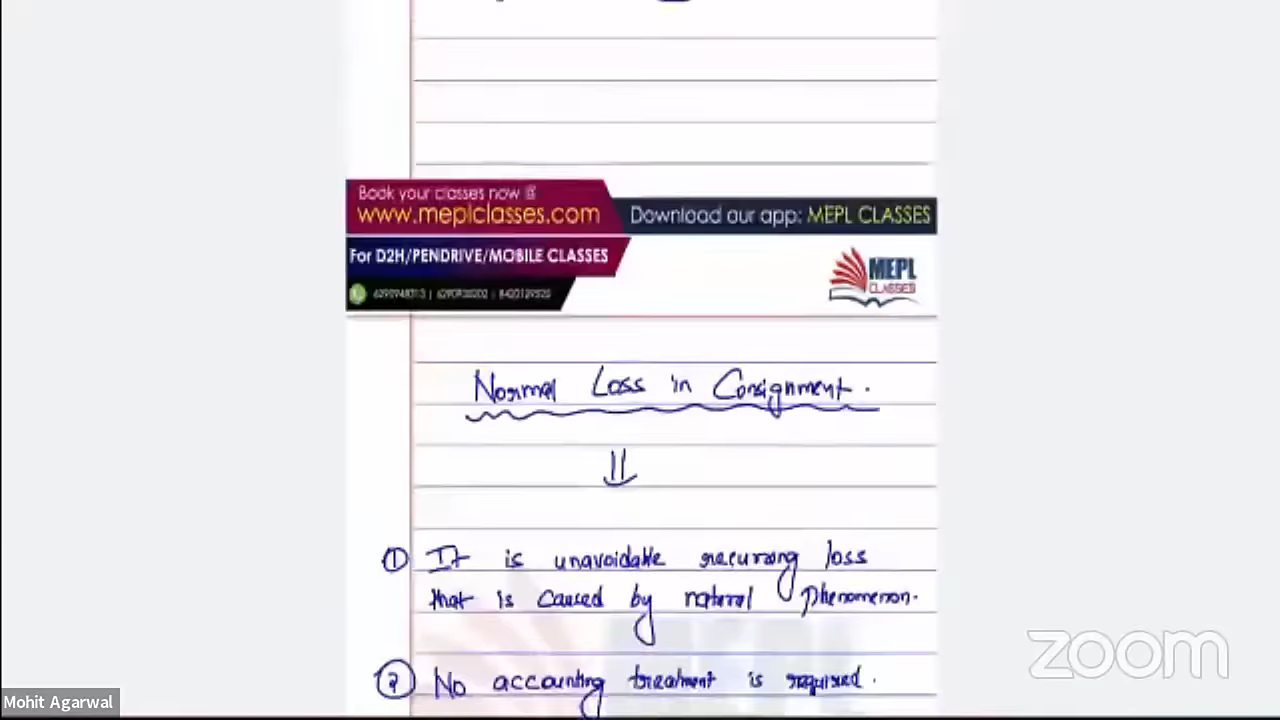 Book your classes now @
www.meplclasses.com
Download our app: MEPL CLASSES
For D2H/PENDRIVE/MOBILE CLASSES
MEPL
CLASSES
Normal Loss in Consignment.
① It is unavoidable recurring loss
that is caused by natural phenomenon.
② No accounting treatment is required.
zoom
Mohit Agarwal